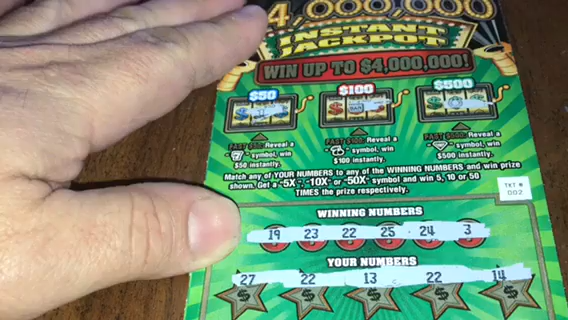 4,000,000
INSTANT
JACKPOT
WIN UP TO $4,000,000!
$50 $100 $500
FAST $50: Reveal a
" " symbol, win
$50 instantly.
FAST $100: Reveal a
" " symbol, win
$100 instantly.
FAST $500: Reveal a
" " symbol, win
$500 instantly.
Match any of YOUR NUMBERS to any of the WINNING NUMBERS and win prize
shown. Get a "5X", "10X" or "50X" symbol and win 5, 10 or 50
TIMES the prize respectively.
TKT #
002
WINNING NUMBERS
19 23 22 25 24 3
YOUR NUMBERS
27 22 13 22 14
$ $ $ $ $